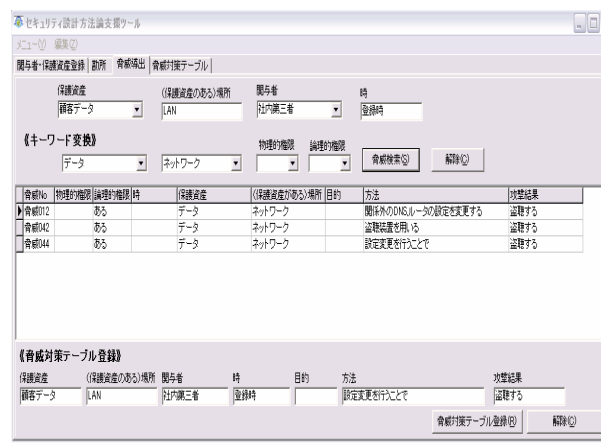 セキュリティ設計方法論支援ツール
メニュー(M) 編集(Z)
関与者・保護資産登録 勘所 脅威導出 脅威対策テーブル
保護資産 (保護資産のある)場所 関与者 時
顧客データ LAN 社内第三者 登録時
《キーワード変換》 物理的権限 論理的権限
データ ネットワーク 脅威検索(S) 解除(C)
脅威No 物理的権限 論理的権限 時 保護資産 (保護資産がある)場所 目的 方法 攻撃結果
脅威012 ある データ ネットワーク 関係外のDNS,ルータの設定を変更する 盗聴する
脅威042 ある データ ネットワーク 盗聴装置を用いる 盗聴する
脅威044 ある データ ネットワーク 設定変更を行うことで 盗聴する
《脅威対策テーブル登録》
保護資産 (保護資産のある)場所 関与者 時 目的 方法 攻撃結果
顧客データ LAN 社内第三者 登録時 設定変更を行うことで 盗聴する
脅威対策テーブル登録(R) 解除(C)